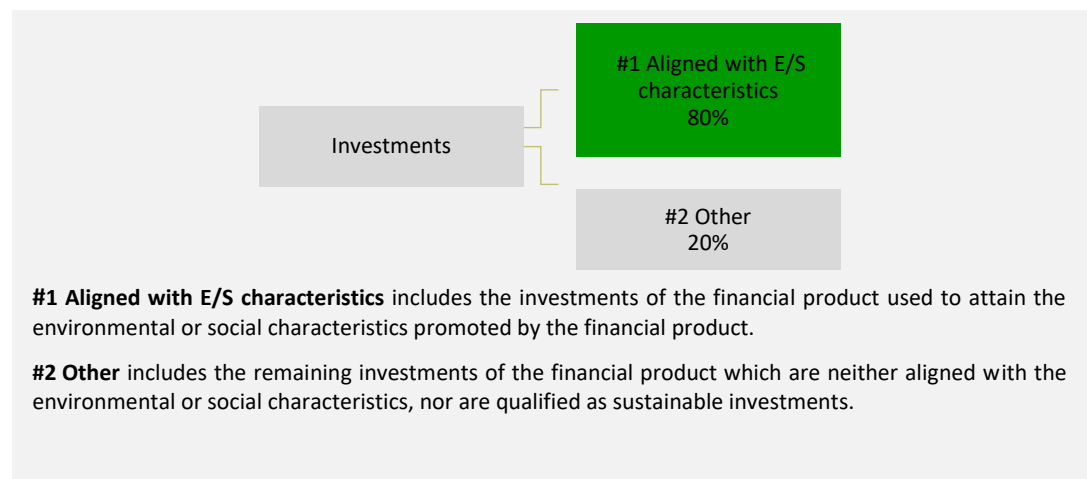 #1 Aligned with E/S
characteristics
80%
Investments
#2 Other
20%
#1 Aligned with E/S characteristics includes the investments of the financial product used to attain the
environmental or social characteristics promoted by the financial product.
#2 Other includes the remaining investments of the financial product which are neither aligned with the
environmental or social characteristics, nor are qualified as sustainable investments.